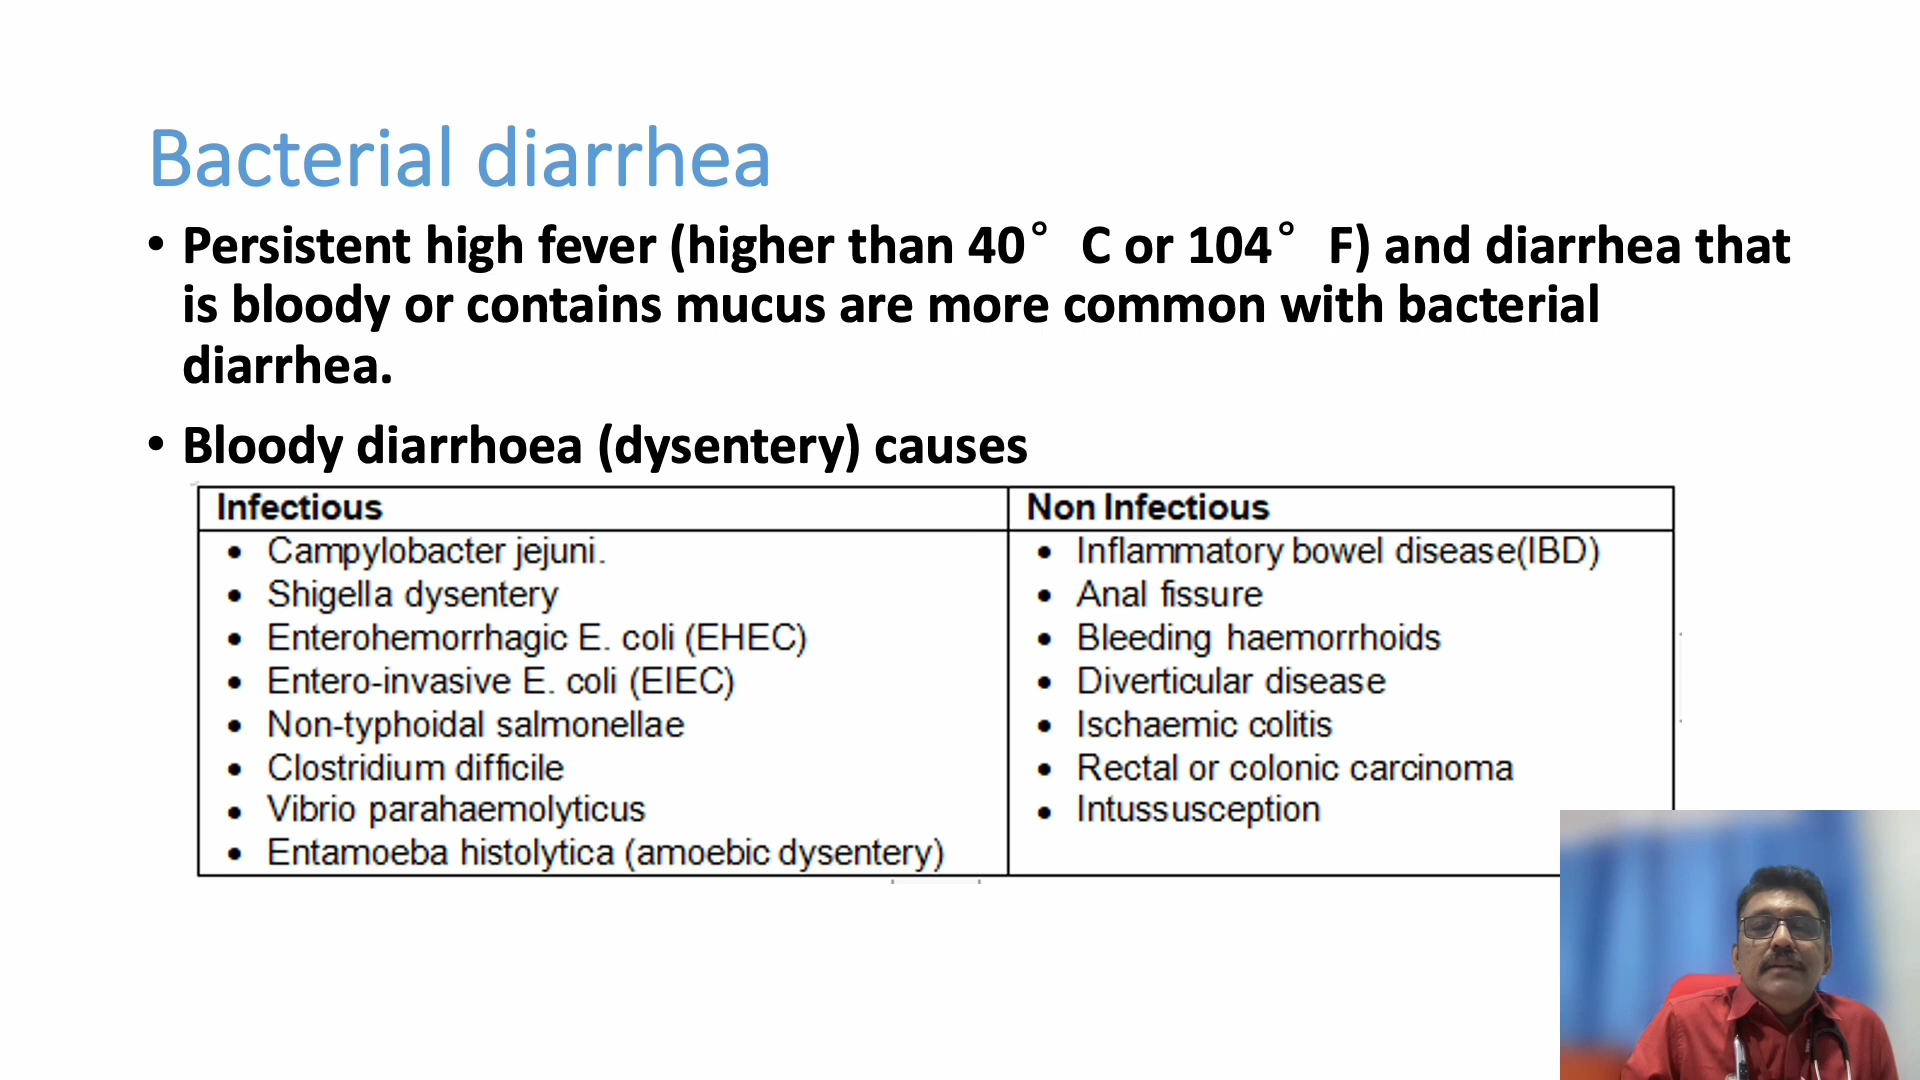 Bacterial diarrhea
• Persistent high fever (higher than 40° C or 104° F) and diarrhea that
is bloody or contains mucus are more common with bacterial
diarrhea.
• Bloody diarrhoea (dysentery) causes
Infectious
• Campylobacter jejuni.
• Shigella dysentery
• Enterohemorrhagic E. coli (EHEC)
• Entero-invasive E. coli (EIEC)
• Non-typhoidal salmonellae
• Clostridium difficile
• Vibrio parahaemolyticus
• Entamoeba histolytica (amoebic dysentery)
Non Infectious
• Inflammatory bowel disease(IBD)
• Anal fissure
• Bleeding haemorrhoids
• Diverticular disease
• Ischaemic colitis
• Rectal or colonic carcinoma
• Intussusception